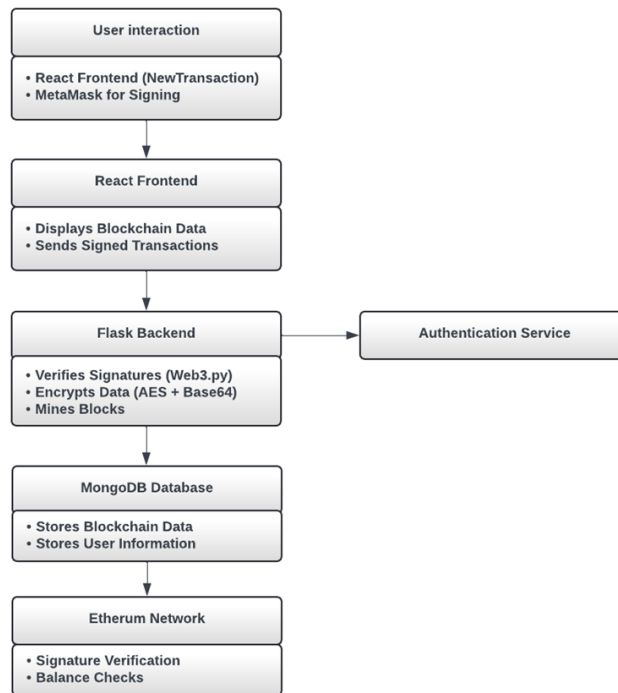 User interaction
• React Frontend (NewTransaction)
• MetaMask for Signing
React Frontend
• Displays Blockchain Data
• Sends Signed Transactions
Flask Backend
Authentication Service
• Verifies Signatures (Web3.py)
• Encrypts Data (AES + Base64)
• Mines Blocks
MongoDB Database
• Stores Blockchain Data
• Stores User Information
Etherum Network
• Signature Verification
• Balance Checks